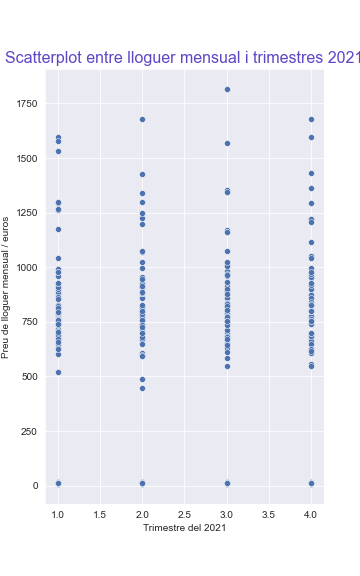 Scatterplot entre lloguer mensual i trimestres 2021
Preu de lloguer mensual / euros
1750
1500
1250
1000
750
500
250
0
1.0 1.5 2.0 2.5 3.0 3.5 4.0
Trimestre del 2021